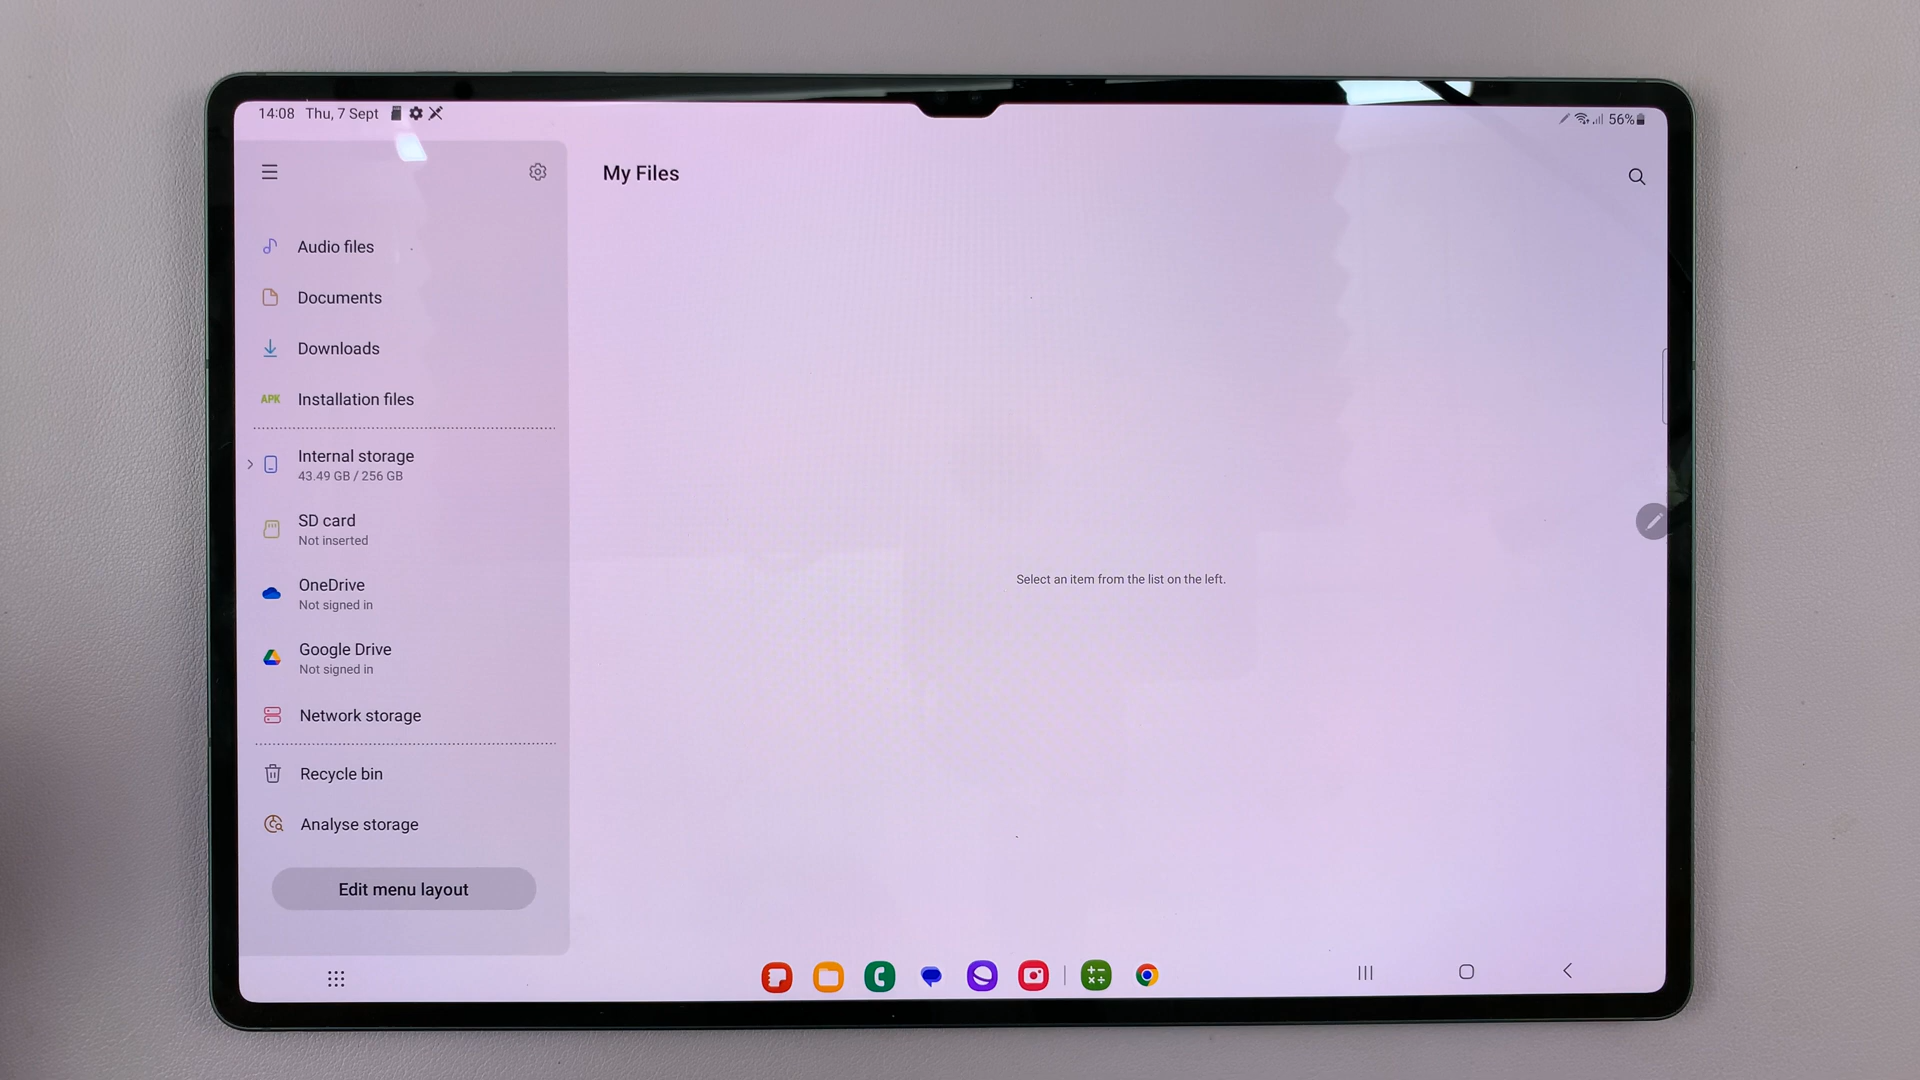 14:08 Thu, 7 Sept
56%
My Files
Audio files
Documents
Downloads
APK Installation files
Internal storage
43.49 GB / 256 GB
SD card
Not inserted
OneDrive
Not signed in
Google Drive
Not signed in
Network storage
Recycle bin
Analyse storage
Edit menu layout
Select an item from the list on the left.